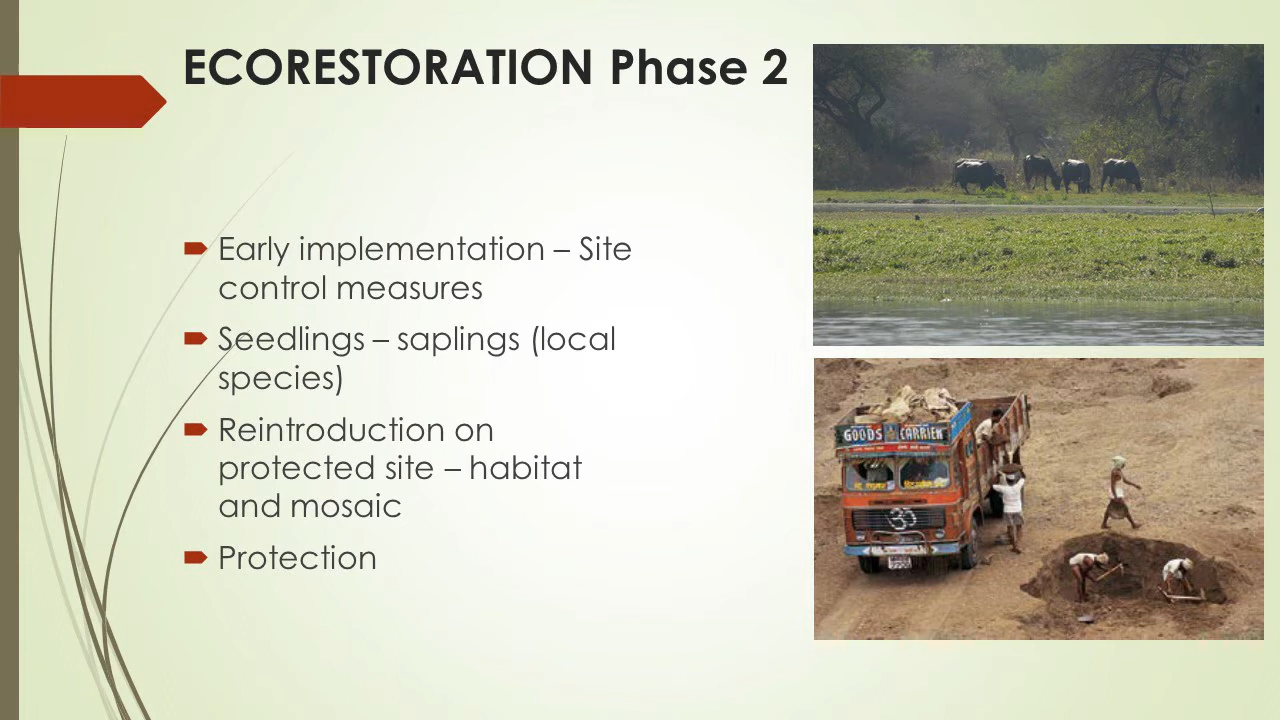 ECORESTORATION Phase 2
Early implementation – Site
control measures
Seedlings – saplings (local
species)
Reintroduction on
protected site – habitat
and mosaic
Protection
GOODS CARRIER